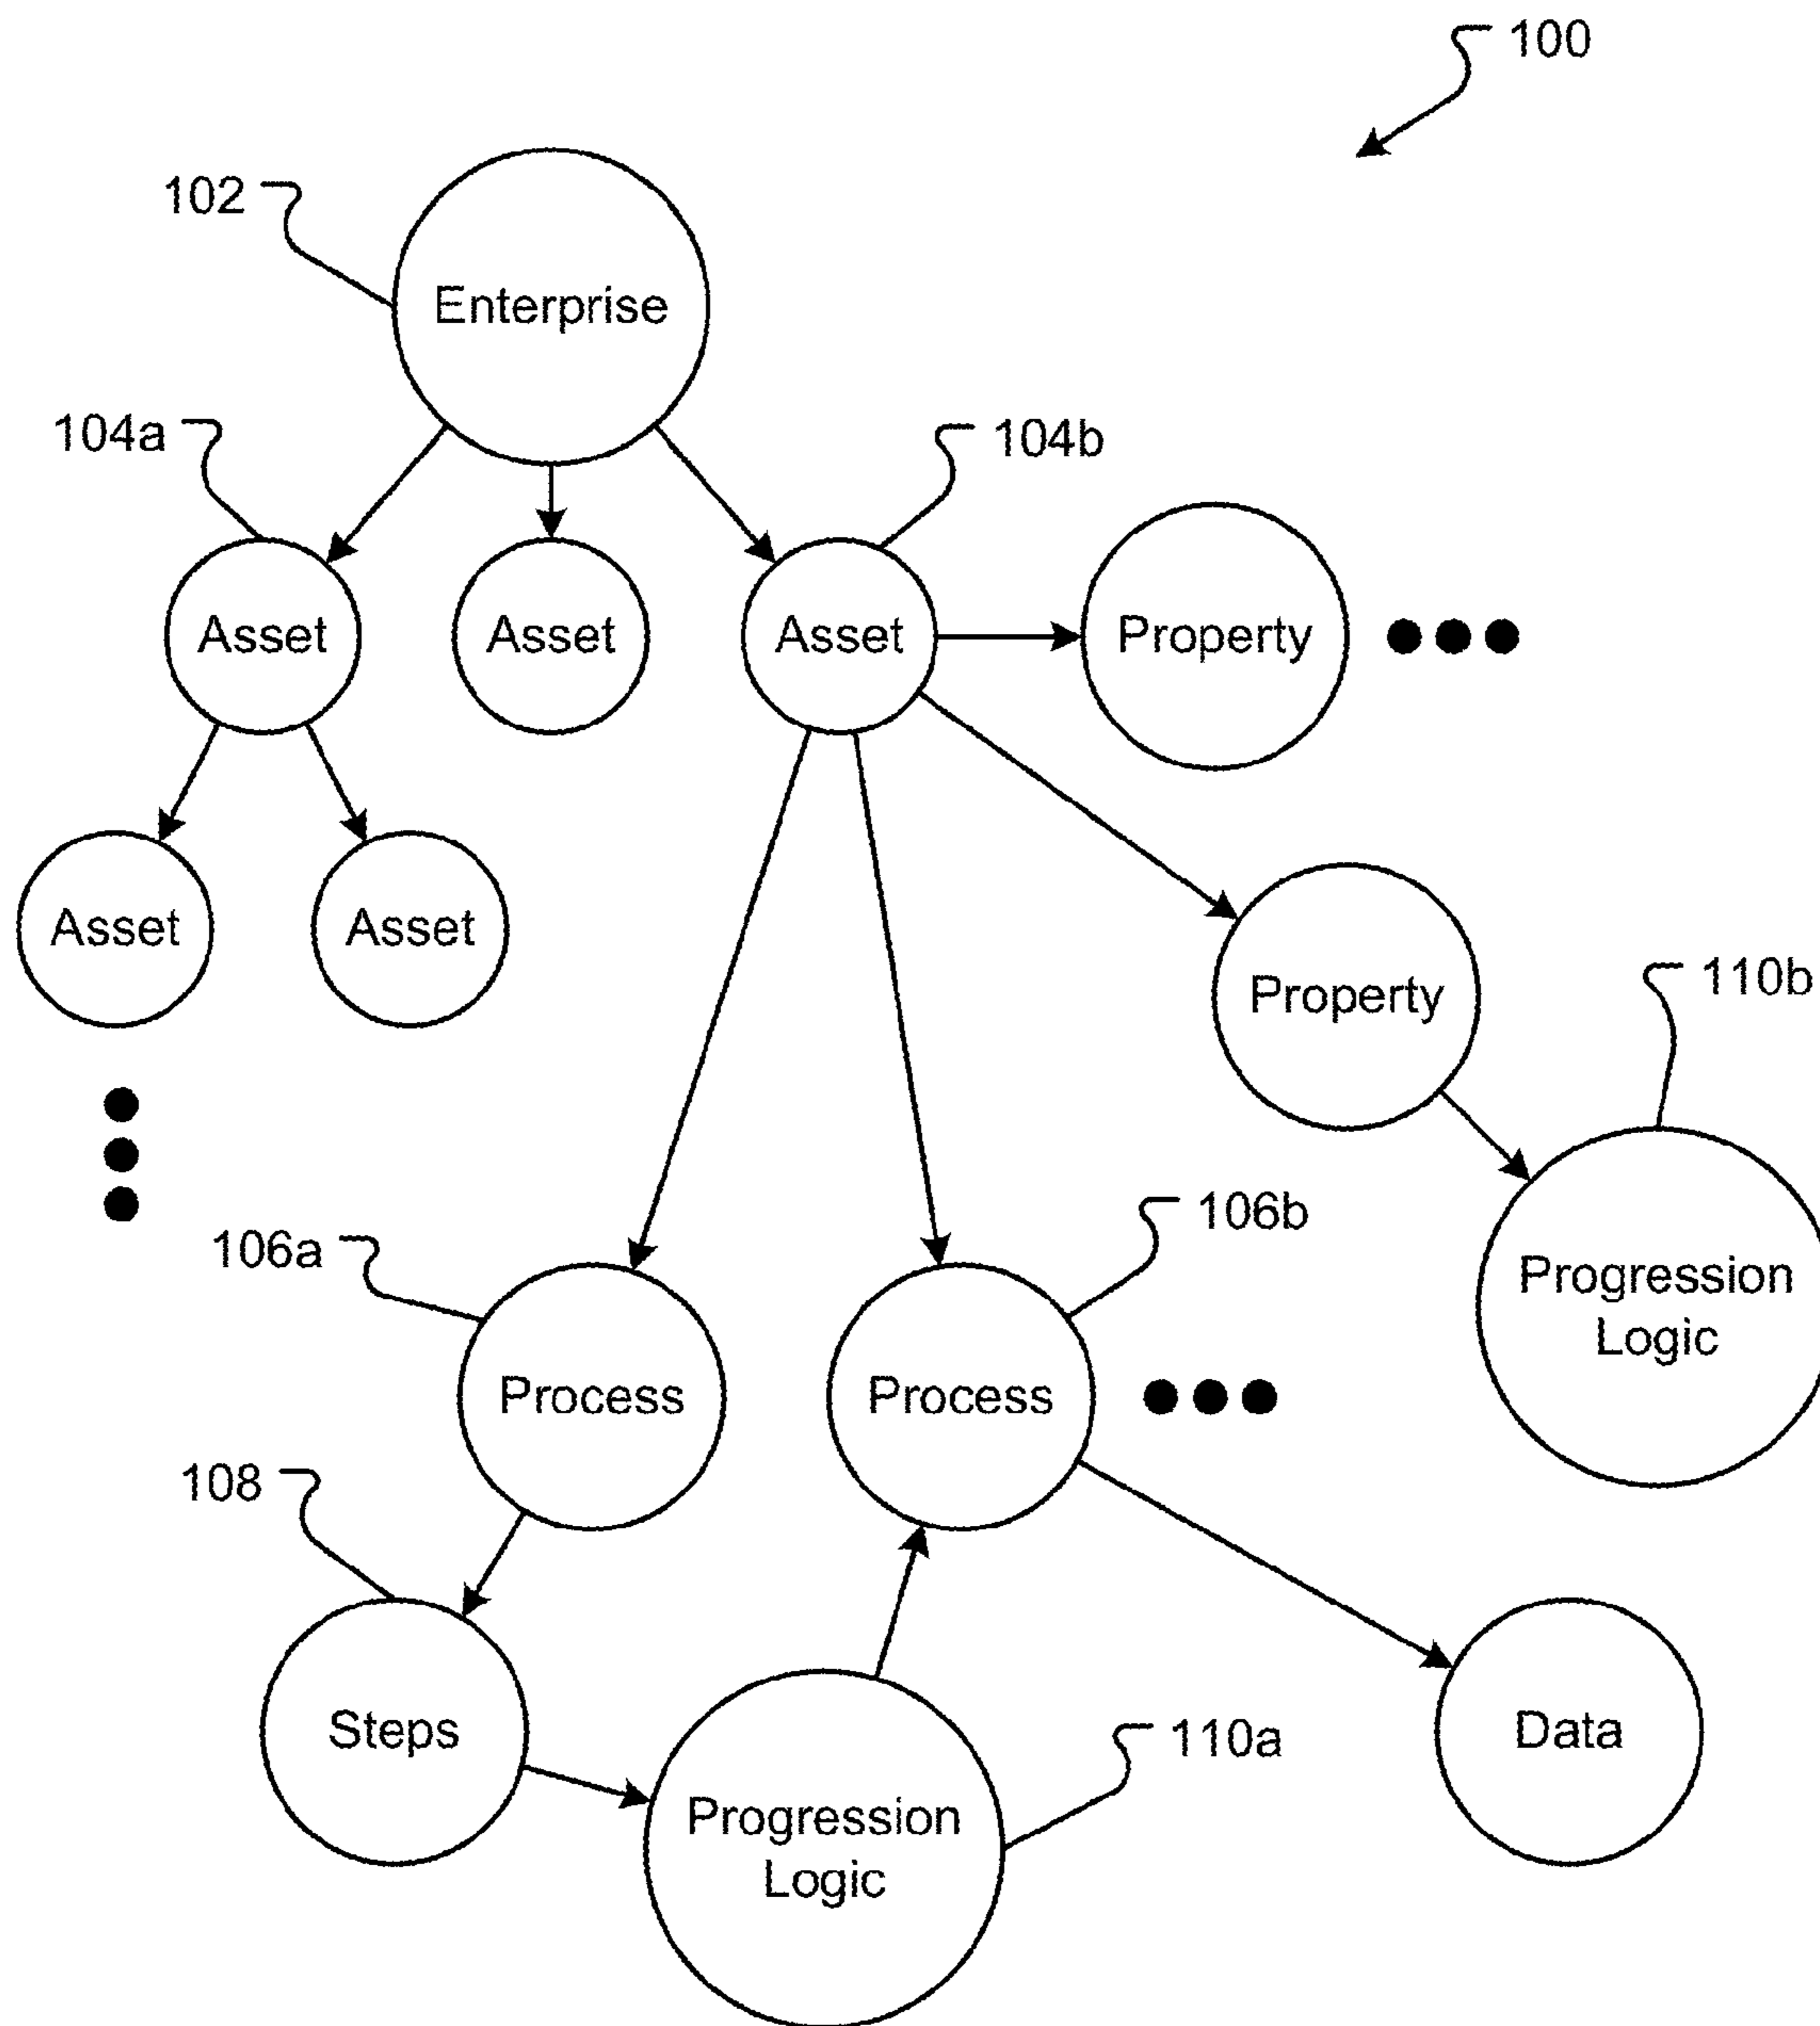 100
102
Enterprise
104a
104b
Asset
Asset
Asset
Property
Asset
Asset
Property
110b
106a
106b
Progression
Logic
Process
Process
108
Steps
Data
110a
Progression
Logic